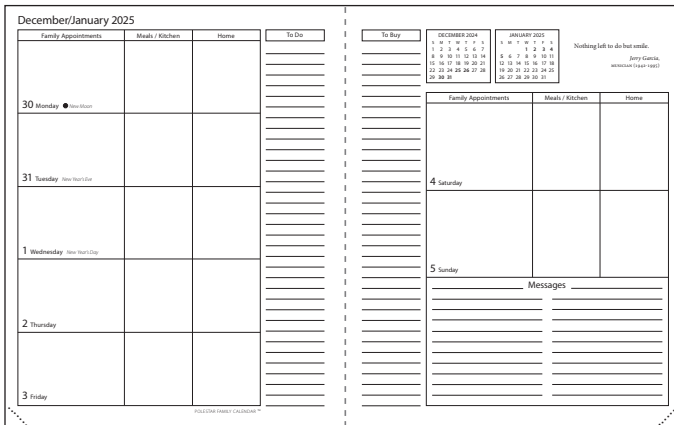 December/January 2025
Family Appointments Meals / Kitchen Home To Do
30 Monday New Moon
31 Tuesday New Year's Eve
1 Wednesday New Year's Day
2 Thursday
3 Friday
POLESTAR FAMILY CALENDAR ™
To Buy
DECEMBER 2024
S M T W T F S
1 2 3 4 5 6 7
8 9 10 11 12 13 14
15 16 17 18 19 20 21
22 23 24 25 26 27 28
29 30 31
JANUARY 2025
S M T W T F S
1 2 3 4
5 6 7 8 9 10 11
12 13 14 15 16 17 18
19 20 21 22 23 24 25
26 27 28 29 30 31
Nothing left to do but smile.
Jerry Garcia,
MUSICIAN (1942-1995)
Family Appointments Meals / Kitchen Home
4 Saturday
5 Sunday
Messages